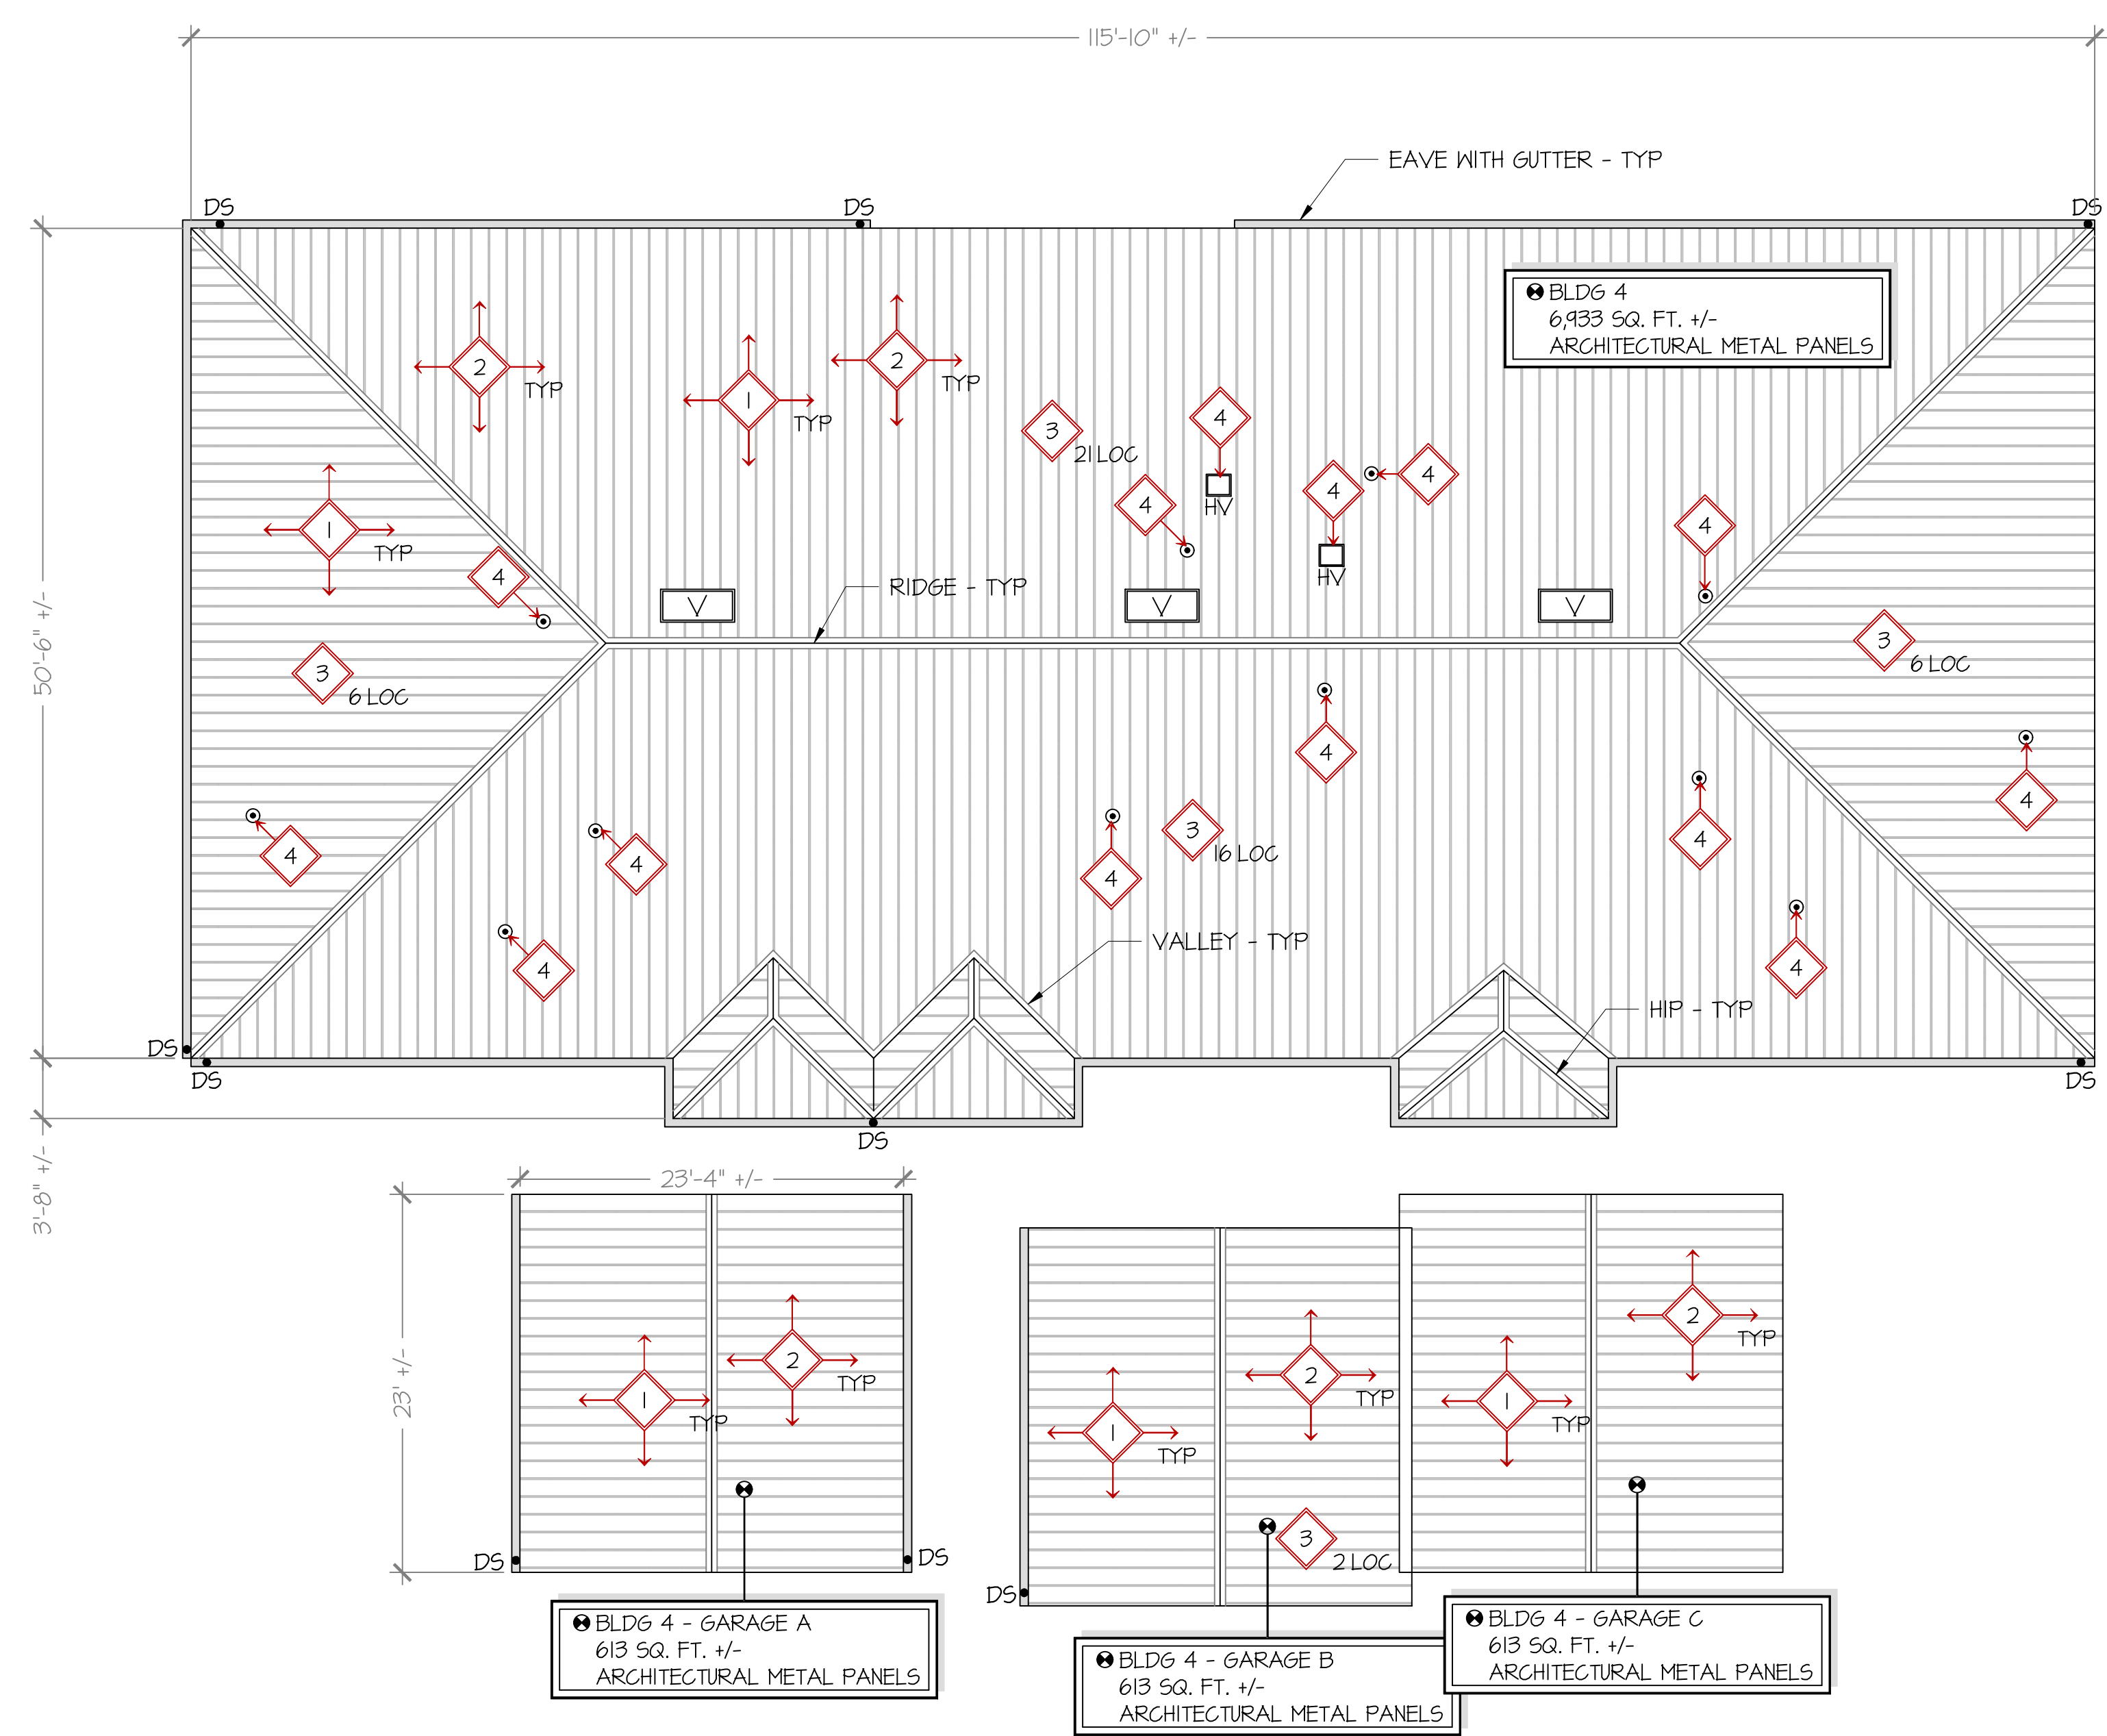 115'-10" +/-
EAVE WITH GUTTER - TYP
DS
DS
DS
BLDG 4
6,933 SQ. FT. +/-
ARCHITECTURAL METAL PANELS
2
TYP
1
TYP
2
TYP
3
21 LOC
4
HV
4
4
HV
4
4
1
TYP
4
RIDGE - TYP
V
V
V
50'-6" +/-
3
6 LOC
3
6 LOC
4
4
4
4
4
3
16 LOC
4
4
4
4
VALLEY - TYP
HIP - TYP
DS
DS
DS
DS
3'-8" +/-
23'-4" +/-
23' +/-
1
TYP
2
TYP
DS
DS
BLDG 4 - GARAGE A
613 SQ. FT. +/-
ARCHITECTURAL METAL PANELS
1
TYP
2
TYP
3
2 LOC
DS
BLDG 4 - GARAGE B
613 SQ. FT. +/-
ARCHITECTURAL METAL PANELS
1
TYP
2
TYP
BLDG 4 - GARAGE C
613 SQ. FT. +/-
ARCHITECTURAL METAL PANELS